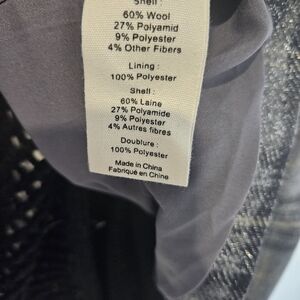 Shell :
60% Wool
27% Polyamid
9% Polyester
4% Other Fibers
Lining :
100% Polyester
Shell :
60% Laine
27% Polyamide
9% Polyester
4% Autres fibres
Doublure :
100% Polyester
Made in China
Fabriqué en Chine